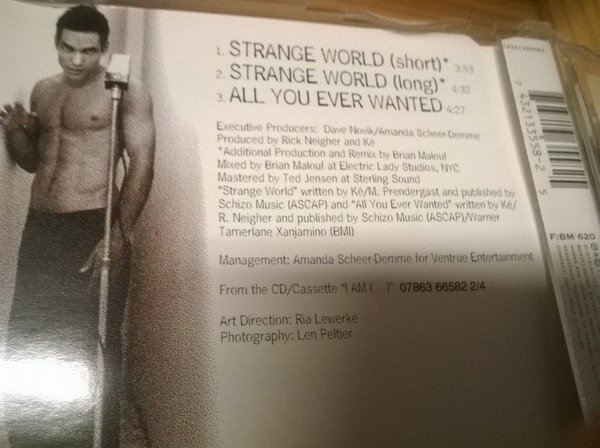 1. STRANGE WORLD (short)* 3:53
2. STRANGE WORLD (long)* 4:32
3. ALL YOU EVER WANTED 4:27
Executive Producers: Dave Novik/Amanda Scheer-Demme
Produced by Rick Neigher and Ké
*Additional Production and Remix by Brian Malouf
Mixed by Brian Malouf at Electric Lady Studios, NYC
Mastered by Ted Jensen at Sterling Sound
"Strange World" written by Ké/M. Prendergast and published by
Schizo Music (ASCAP) and "All You Ever Wanted" written by Ké/
R. Neigher and published by Schizo Music (ASCAP)/Warner
Tamerlane Xanjamino (BMI)
Management: Amanda Scheer-Demme for Ventrue Entertainment
From the CD/Cassette "I AM ( )" 07863 66582 2/4
Art Direction: Ria Lewerke
Photography: Len Peltier
7 432133558-2 5
F:BM 620